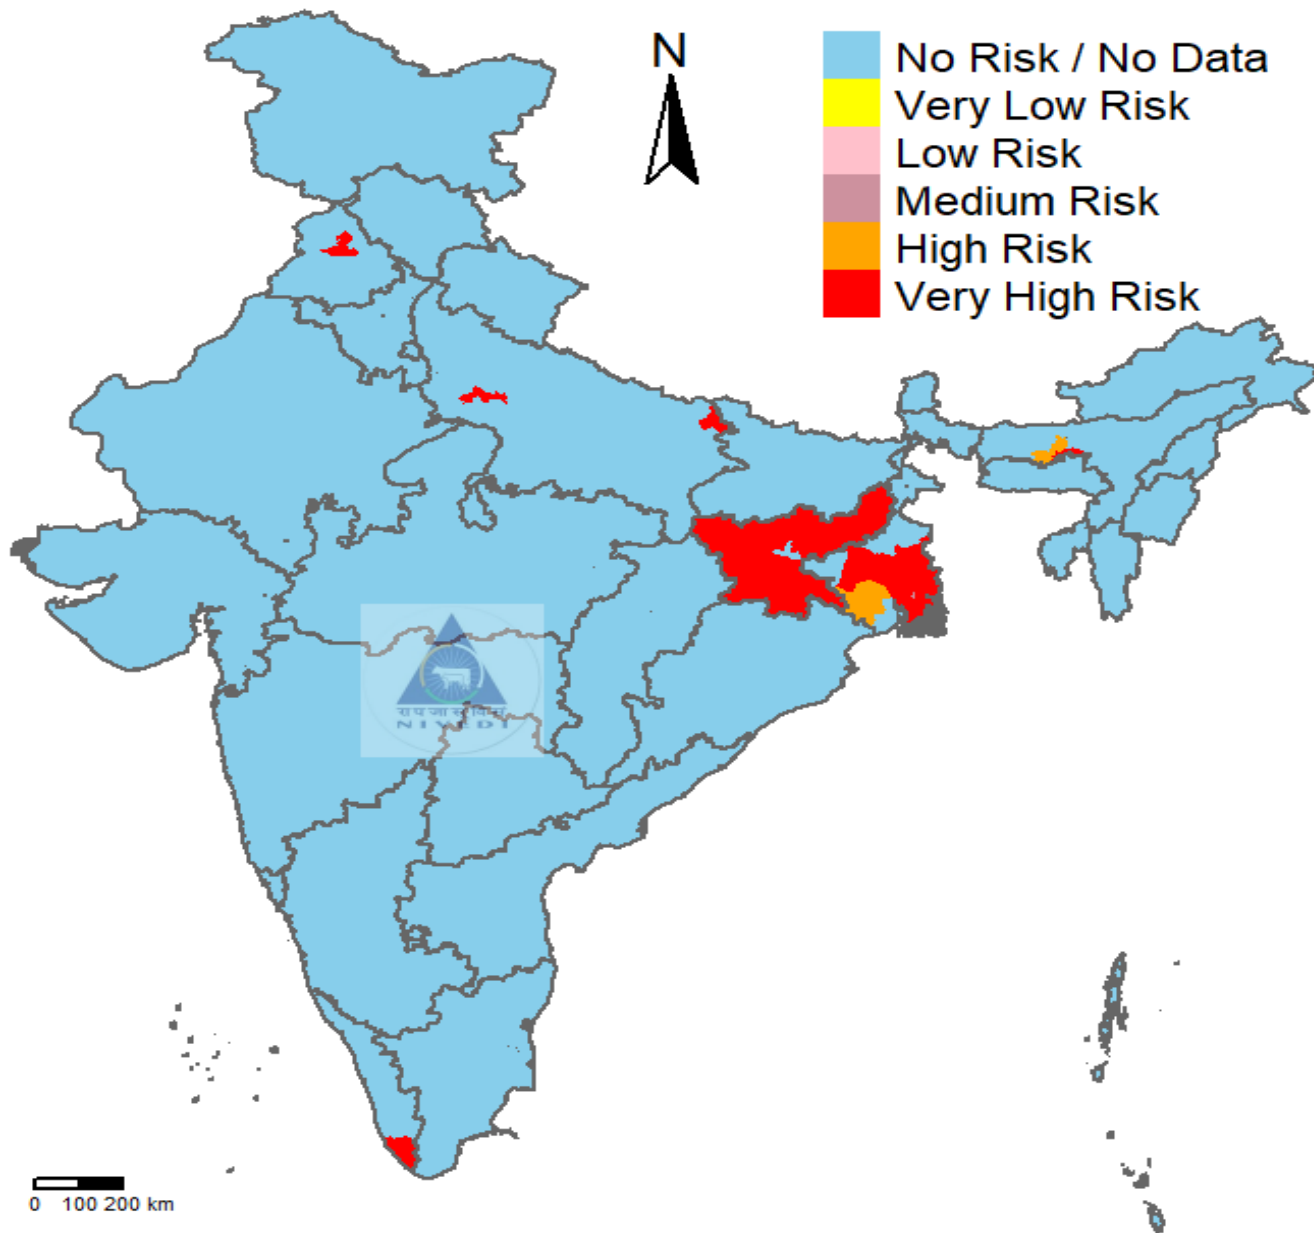 N
No Risk / No Data
Very Low Risk
Low Risk
Medium Risk
High Risk
Very High Risk
NIVEDI
0 100 200 km